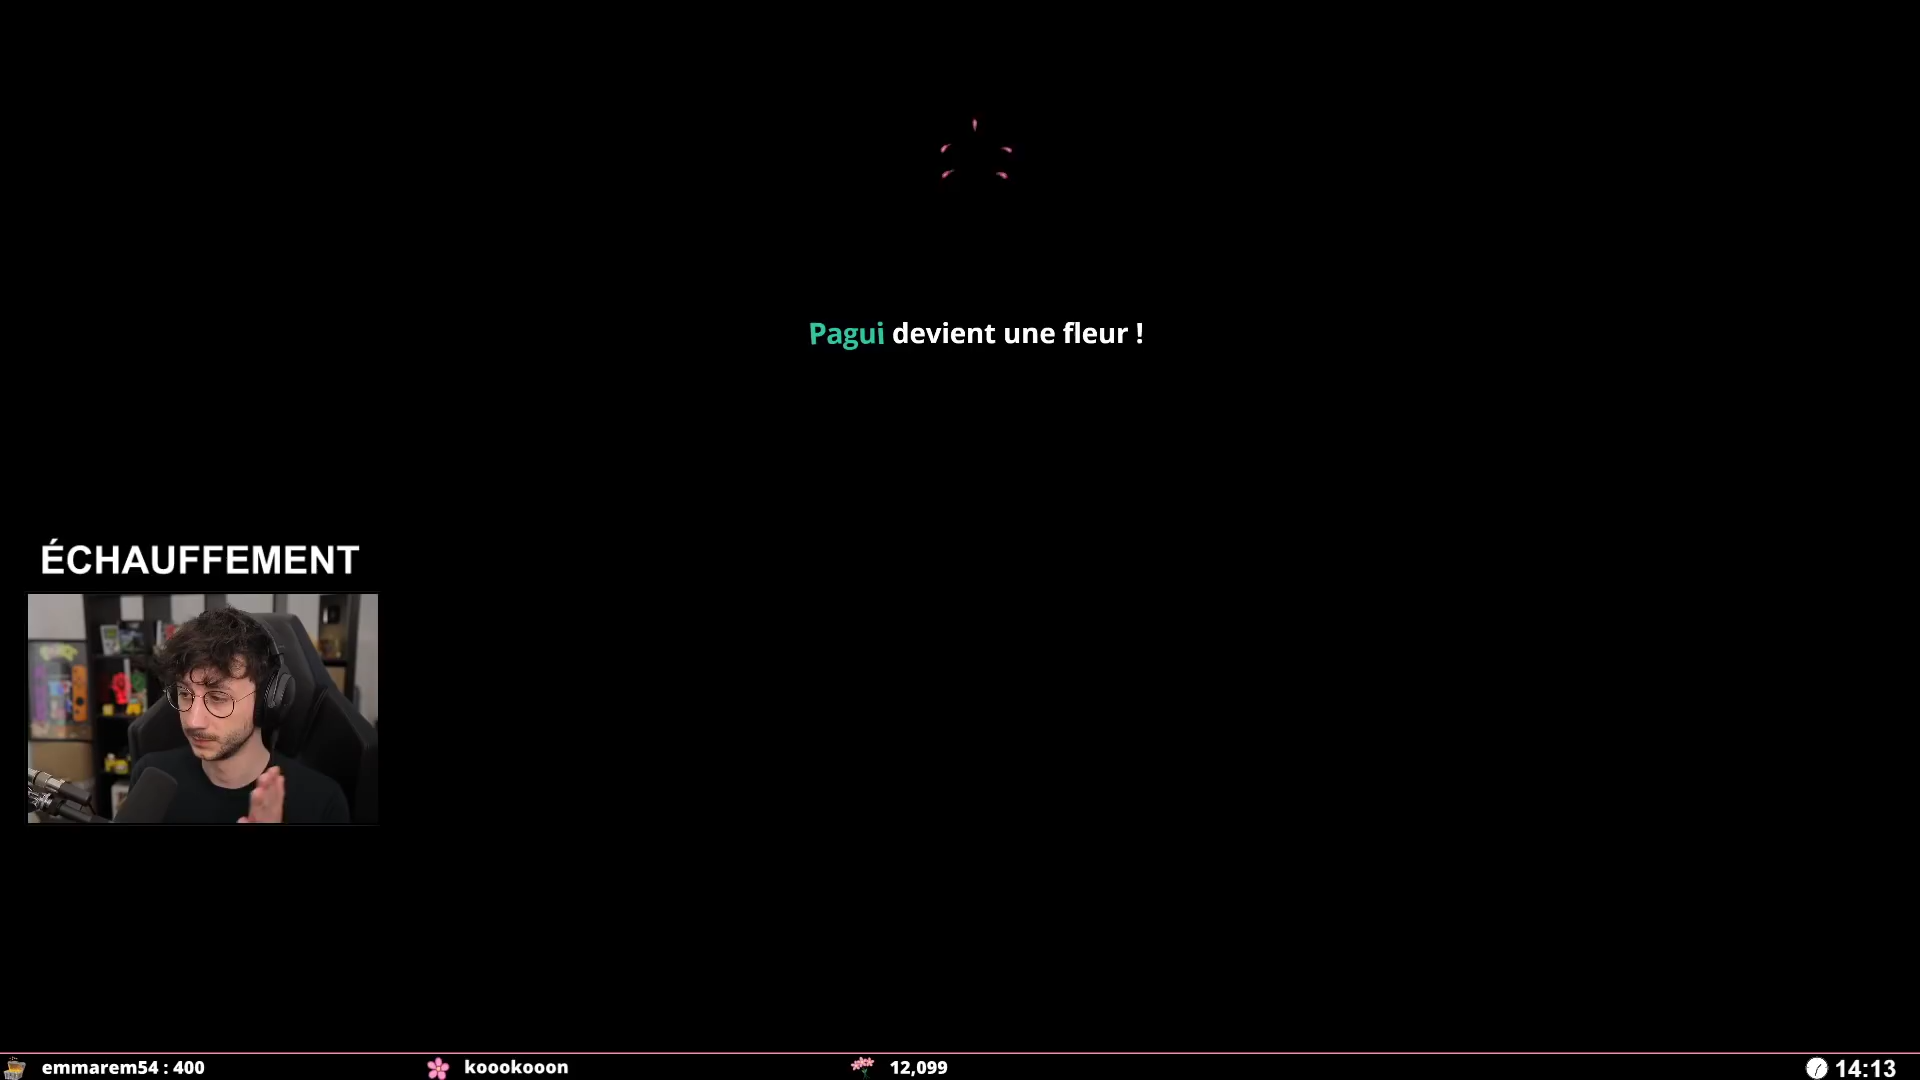 Pagui devient une fleur !
ÉCHAUFFEMENT
emmarem54 : 400
koookooon
12,099
14:13